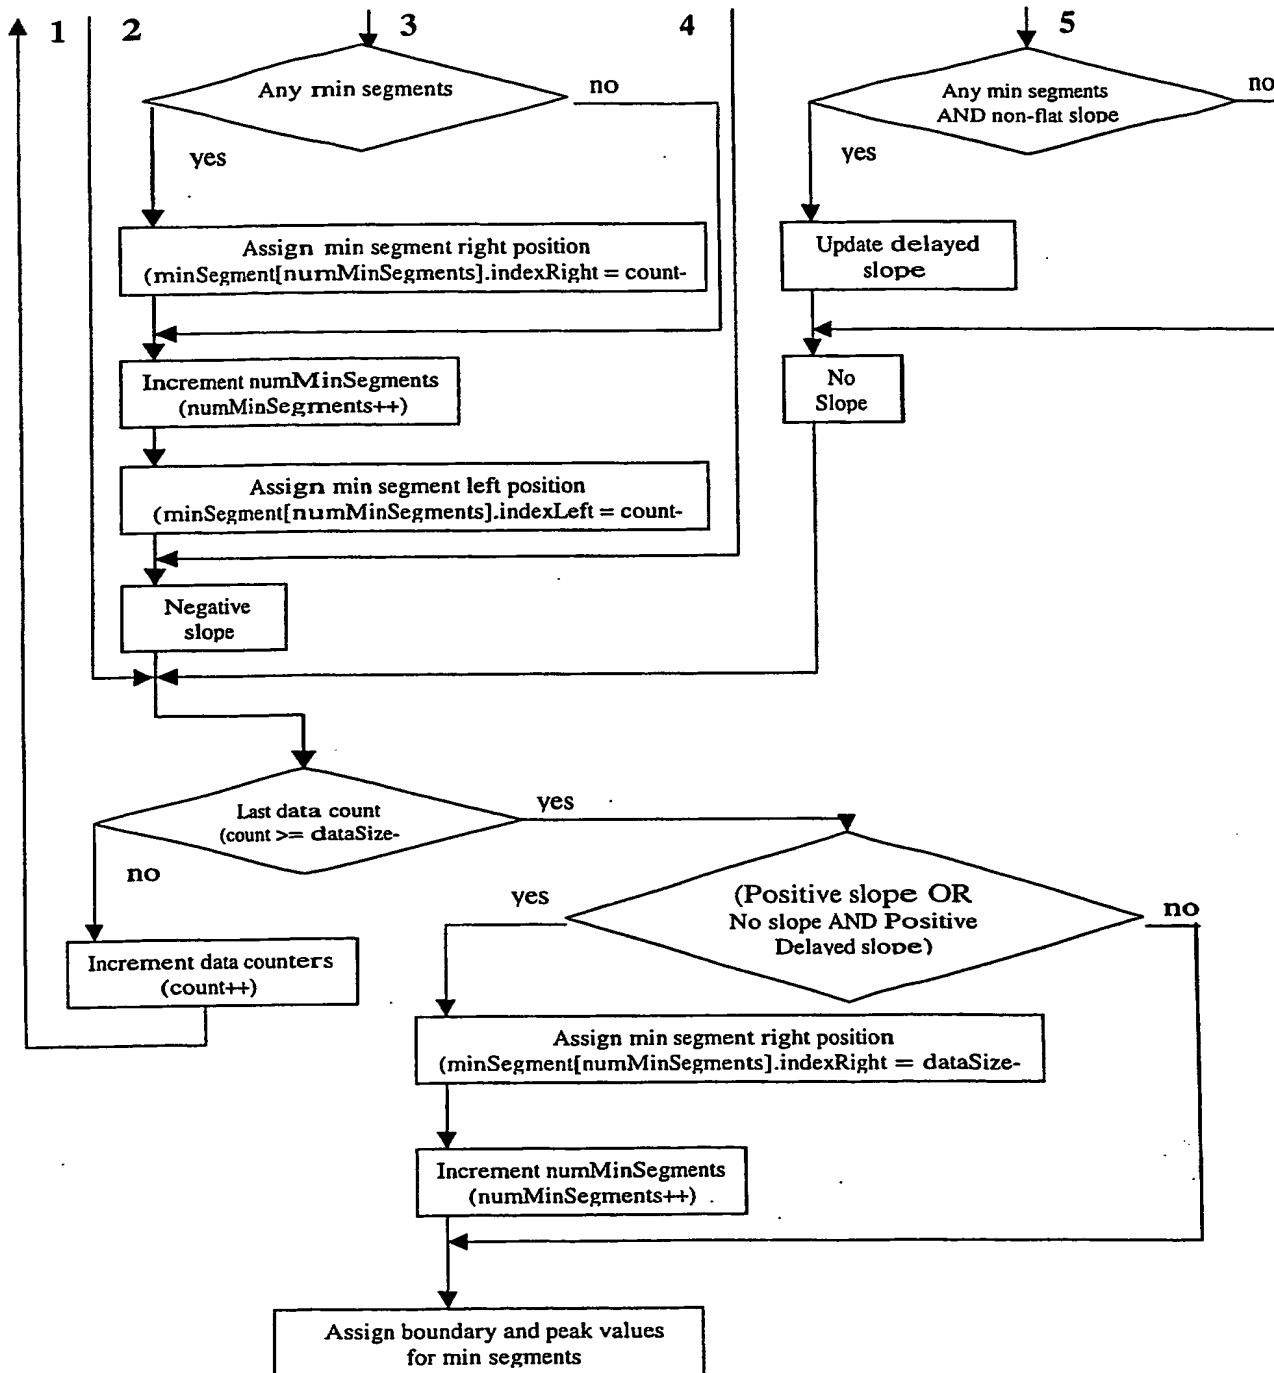 1 2 3 4 5
Any min segments
no
yes
Any min segments
AND non-flat slope
no
yes
Assign min segment right position
(minSegment[numMinSegments].indexRight = count-
Update delayed
slope
Increment numMinSegments
(numMinSegments++)
No
Slope
Assign min segment left position
(minSegment[numMinSegments].indexLeft = count-
Negative
slope
Last data count
(count >= dataSize-
yes
no
(Positive slope OR
No slope AND Positive
Delayed slope)
yes
no
Increment data counters
(count++)
Assign min segment right position
(minSegment[numMinSegments].indexRight = dataSize-
Increment numMinSegments
(numMinSegments++)
Assign boundary and peak values
for min segments